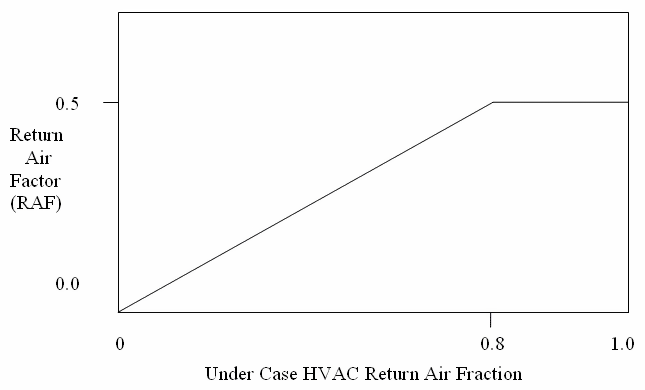 0.5
Return
Air
Factor
(RAF)
0.0
0 0.8 1.0
Under Case HVAC Return Air Fraction